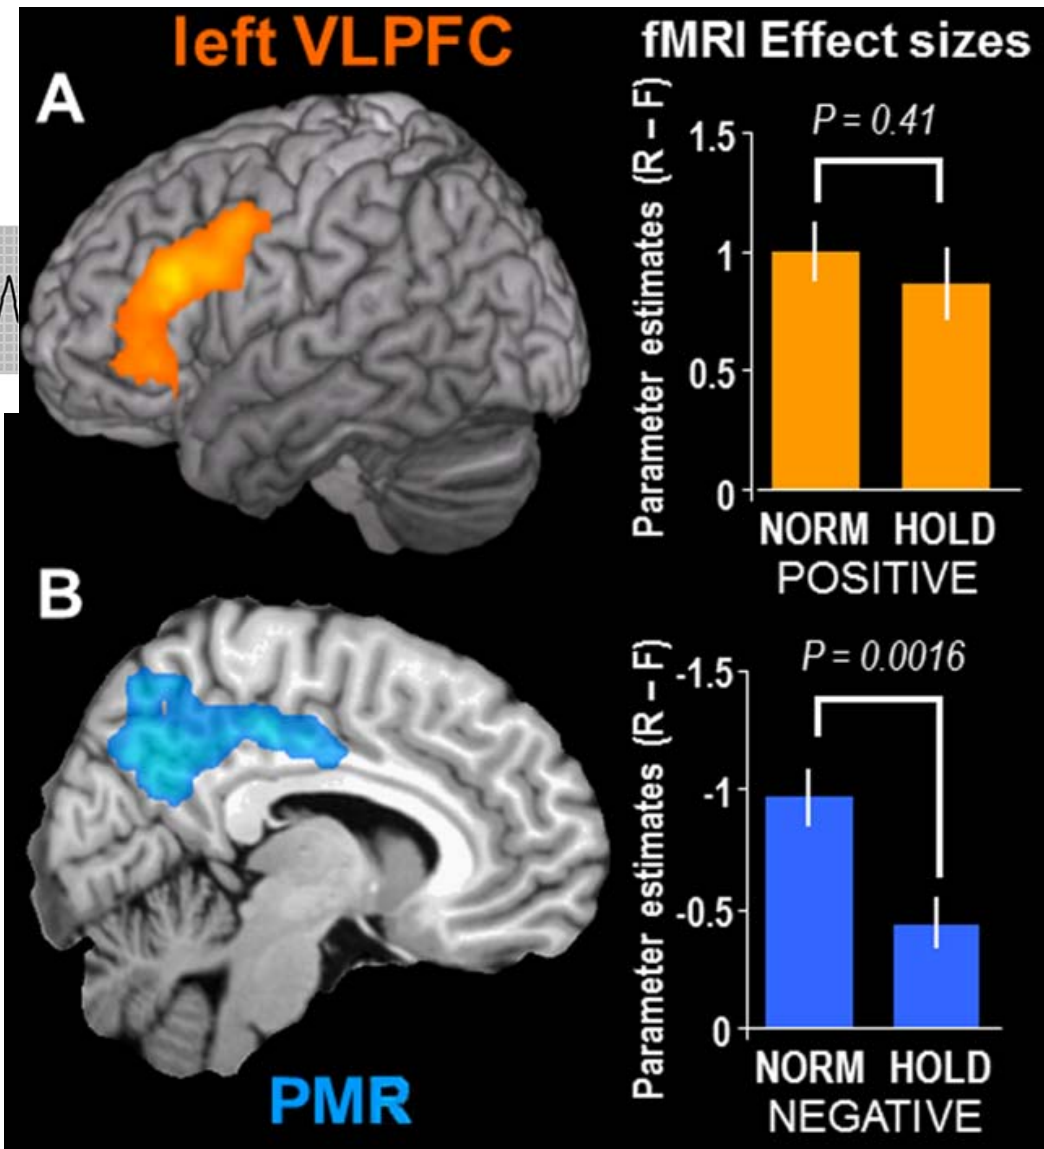 left VLPFC
fMRI Effect sizes
A
Parameter estimates (R – F)
P = 0.41
1.5
1
0.5
0
NORM HOLD
POSITIVE
B
Parameter estimates (R – F)
P = 0.0016
-1.5
-1
-0.5
0
NORM HOLD
NEGATIVE
PMR